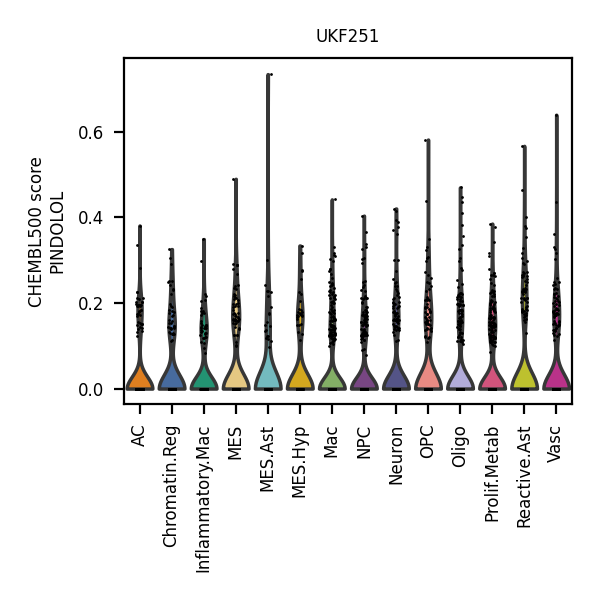 UKF251
CHEMBL500 score
PINDOLOL
0.6
0.4
0.2
0.0
AC
Chromatin.Reg
Inflammatory.Mac
MES
MES.Ast
MES.Hyp
Mac
NPC
Neuron
OPC
Oligo
Prolif.Metab
Reactive.Ast
Vasc